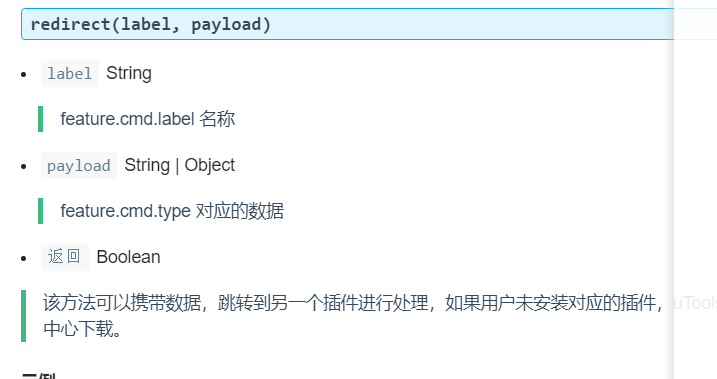 redirect(label, payload)
label String
feature.cmd.label 名称
payload String | Object
feature.cmd.type 对应的数据
返回 Boolean
该方法可以携带数据，跳转到另一个插件进行处理，如果用户未安装对应的插件，uTools
中心下载。
示例